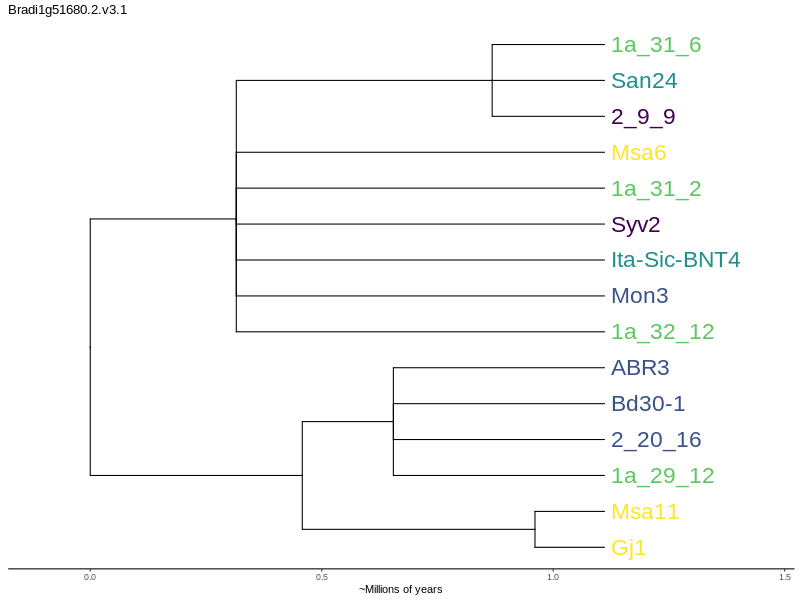 Bradi1g51680.2.v3.1
1a_31_6
San24
2_9_9
Msa6
1a_31_2
Syv2
Ita-Sic-BNT4
Mon3
1a_32_12
ABR3
Bd30-1
2_20_16
1a_29_12
Msa11
Gj1
0.0 0.5 1.0 1.5
~Millions of years